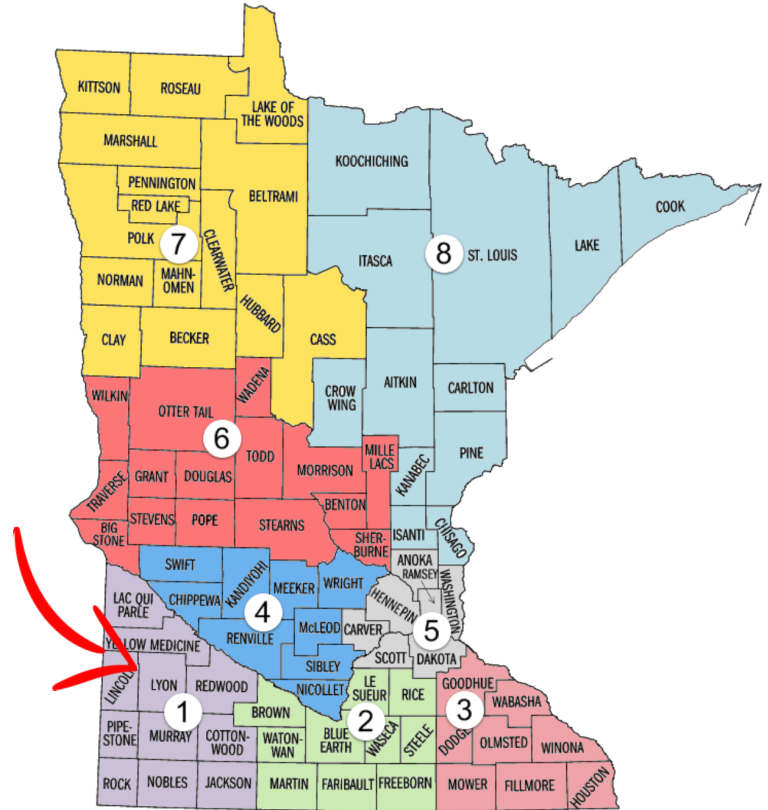 KITTSON
ROSEAU
LAKE OF
THE WOODS
MARSHALL
KOOCHICHING
PENNINGTON
BELTRAMI
RED LAKE
COOK
POLK
7
CLEARWATER
ITASCA
8
ST. LOUIS
LAKE
NORMAN
MAHN-
OMEN
HUBBARD
CLAY
BECKER
CASS
WADENA
AITKIN
CARLTON
WILKIN
OTTER TAIL
CROW
WING
6
TODD
MORRISON
MILLE
LACS
KANABEC
PINE
TRAVERSE
GRANT
DOUGLAS
BENTON
BIG
STONE
STEVENS
POPE
STEARNS
SHER-
BURNE
ISANTI
CHISAGO
SWIFT
KANDIYOHI
MEEKER
WRIGHT
ANOKA
RAMSEY
WASHINGTON
LAC QUI
PARLE
CHIPPEWA
4
HENNEPIN
RENVILLE
McLEOD
CARVER
5
YELLOW MEDICINE
SIBLEY
SCOTT
DAKOTA
LINCOLN
LYON
REDWOOD
NICOLLET
LE
SUEUR
RICE
GOODHUE
WABASHA
1
BROWN
2
3
PIPE-
STONE
MURRAY
COTTON-
WOOD
WATON-
WAN
BLUE
EARTH
WASECA
STEELE
DODGE
OLMSTED
WINONA
ROCK
NOBLES
JACKSON
MARTIN
FARIBAULT
FREEBORN
MOWER
FILLMORE
HOUSTON